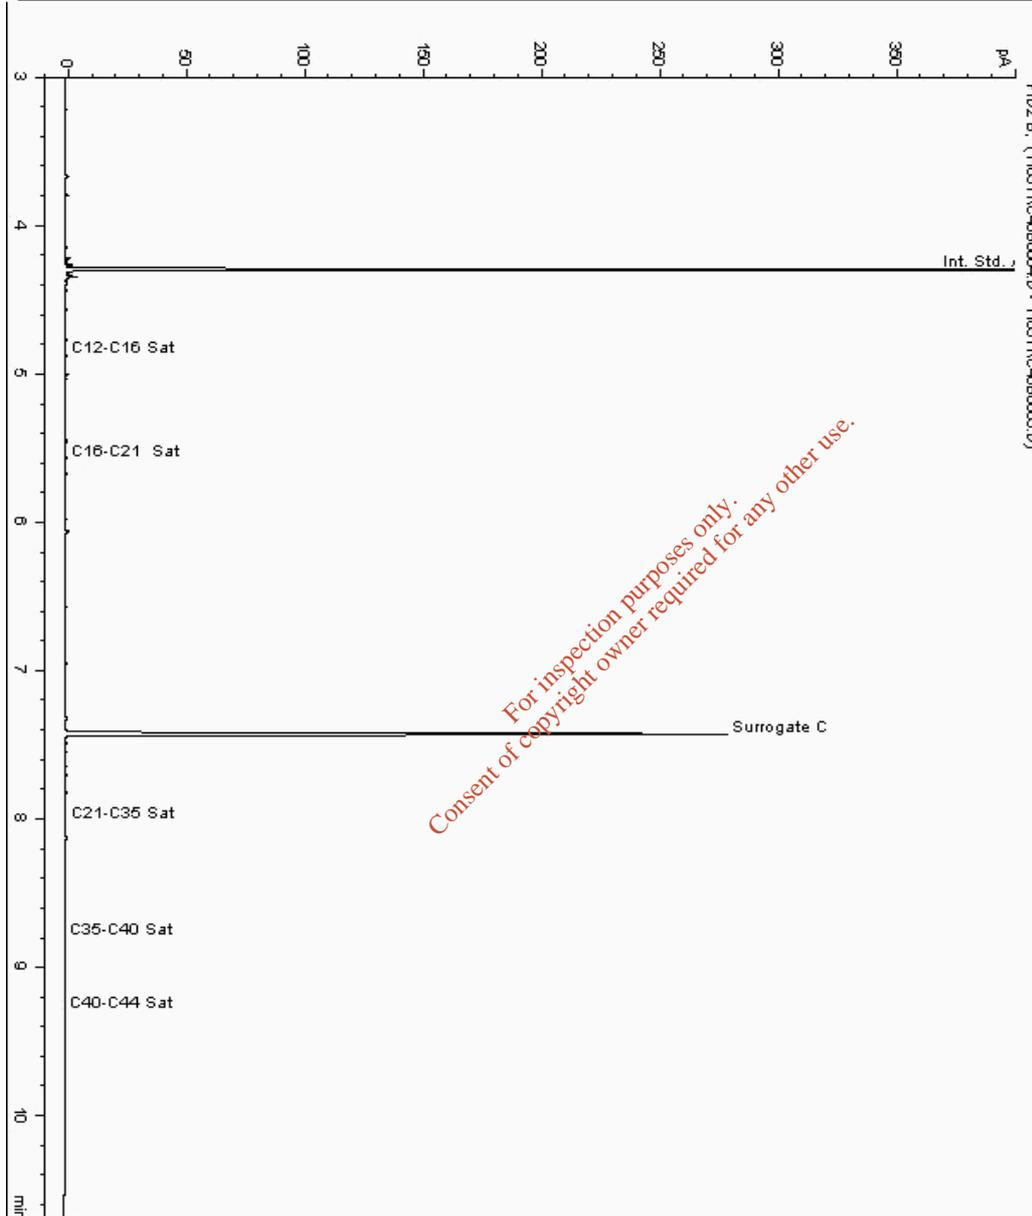 pA
0
50
100
150
200
250
300
350
3
4
Int. Std.
C12-C16 Sat
5
C16-C21 Sat
6
7
Surrogate C
C21-C35 Sat
8
C35-C40 Sat
9
C40-C44 Sat
10
For inspection purposes only.
Consent of copyright owner required for any other use.